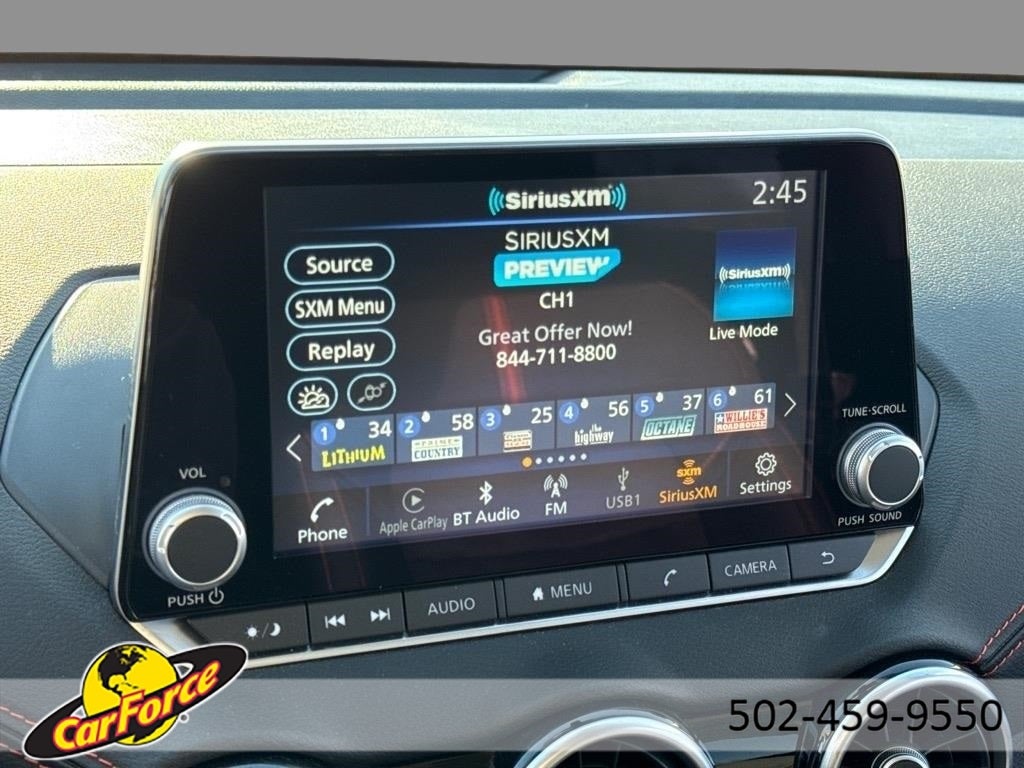 SiriusXM
2:45
SIRIUSXM
PREVIEW
CH1
Great Offer Now!
844-711-8800
Source
SXM Menu
Replay
SiriusXM
Live Mode
1 34 LITHIUM
2 58 PRIME COUNTRY
3 25
4 56 the highway
5 37 OCTANE
6 61 WILLIE'S ROADHOUSE
Phone
Apple CarPlay
BT Audio
FM
USB1
sxm
SiriusXM
Settings
VOL
PUSH
TUNE·SCROLL
PUSH SOUND
AUDIO
MENU
CAMERA
CarForce
502-459-9550